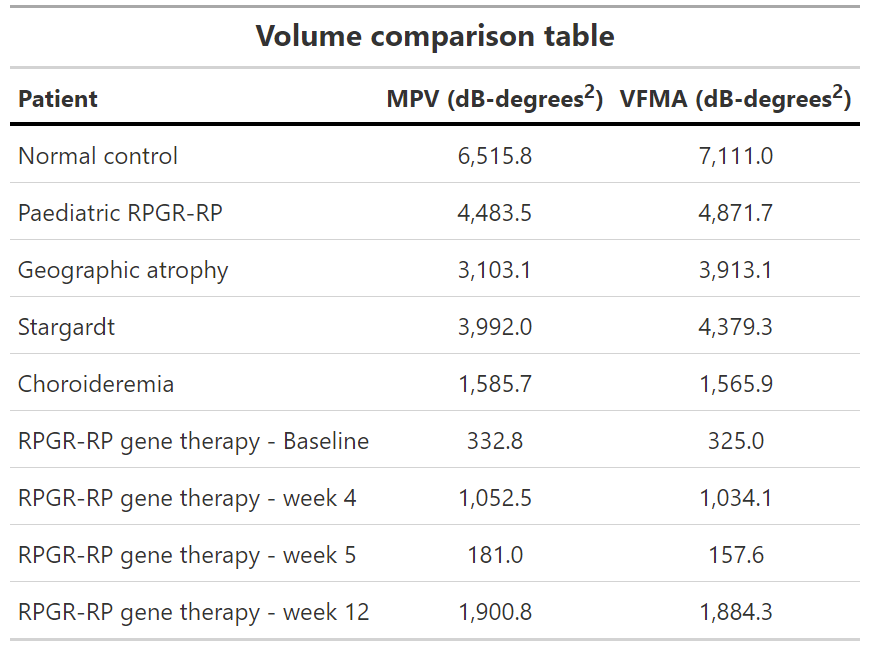 Volume comparison table
Patient MPV (dB-degrees²) VFMA (dB-degrees²)
Normal control 6,515.8 7,111.0
Paediatric RPGR-RP 4,483.5 4,871.7
Geographic atrophy 3,103.1 3,913.1
Stargardt 3,992.0 4,379.3
Choroideremia 1,585.7 1,565.9
RPGR-RP gene therapy - Baseline 332.8 325.0
RPGR-RP gene therapy - week 4 1,052.5 1,034.1
RPGR-RP gene therapy - week 5 181.0 157.6
RPGR-RP gene therapy - week 12 1,900.8 1,884.3